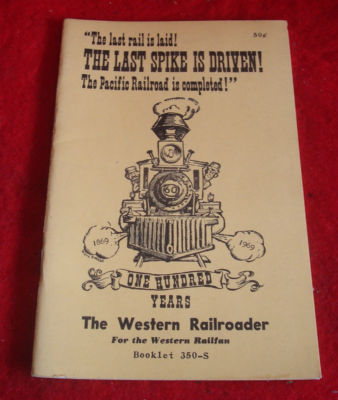 50¢
"The last rail is laid!
THE LAST SPIKE IS DRIVEN!
The Pacific Railroad is completed!"
60
1869
1969
ONE HUNDRED
YEARS
The Western Railroader
For the Western Railfan
Booklet 350-S